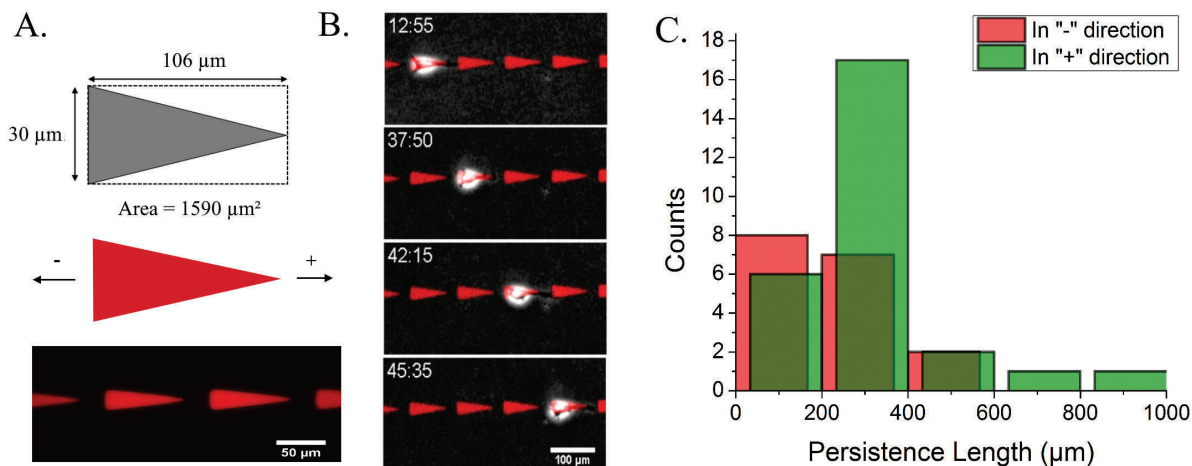 A.
106 µm
30 µm
Area = 1590 µm²
-
+
50 µm
B.
12:55
37:50
42:15
45:35
100 µm
C.
In "-" direction
In "+" direction
18
16
14
12
10
8
6
4
2
0
Counts
0 200 400 600 800 1000
Persistence Length (µm)